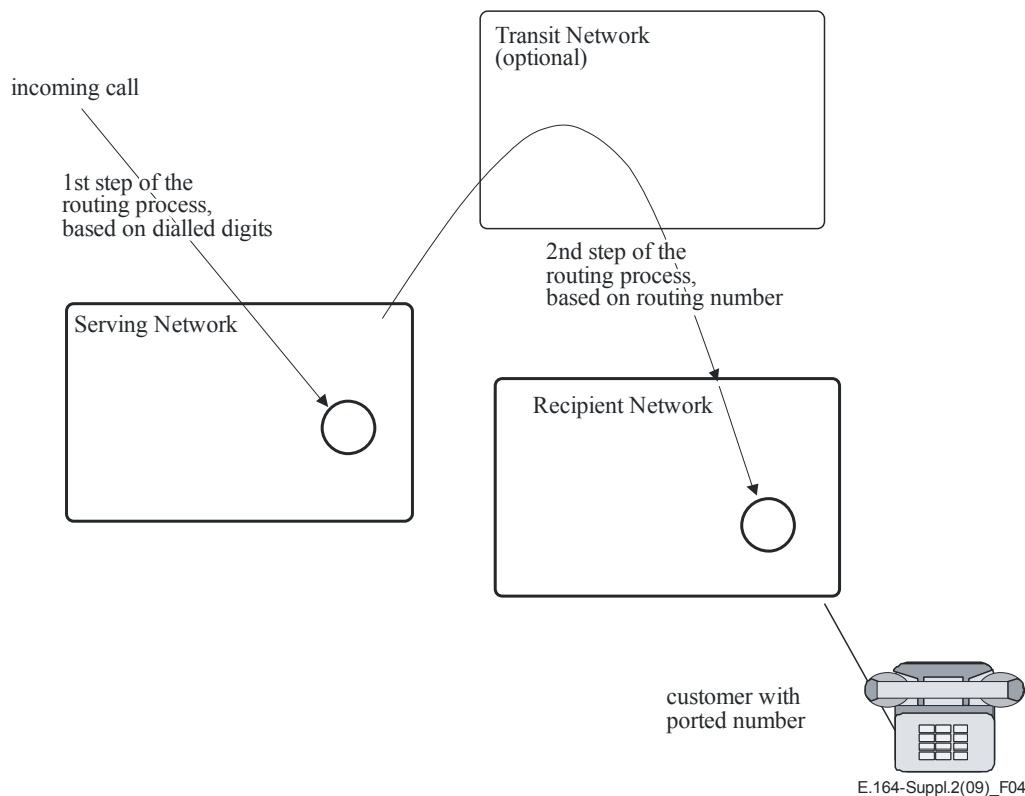 Transit Network
(optional)
incoming call
1st step of the
routing process,
based on dialled digits
2nd step of the
routing process,
based on routing number
Serving Network
Recipient Network
customer with
ported number
E.164-Suppl.2(09)_F04